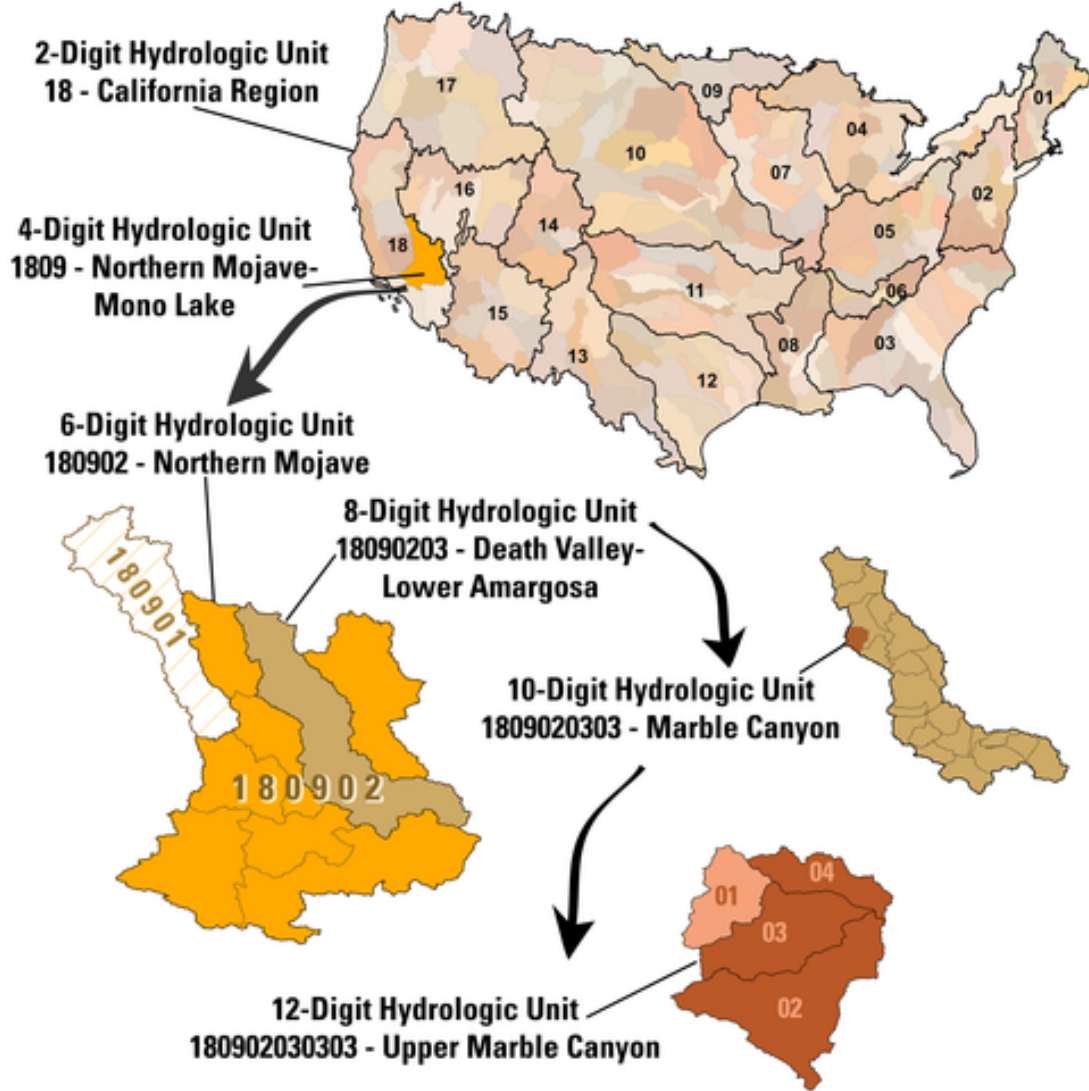 2-Digit Hydrologic Unit
18 - California Region
17
09
01
04
10
07
16
02
4-Digit Hydrologic Unit
1809 - Northern Mojave-
Mono Lake
18
14
05
11
06
15
08
03
13
12
6-Digit Hydrologic Unit
180902 - Northern Mojave
8-Digit Hydrologic Unit
18090203 - Death Valley-
Lower Amargosa
180901
10-Digit Hydrologic Unit
1809020303 - Marble Canyon
180902
04
01
03
02
12-Digit Hydrologic Unit
180902030303 - Upper Marble Canyon